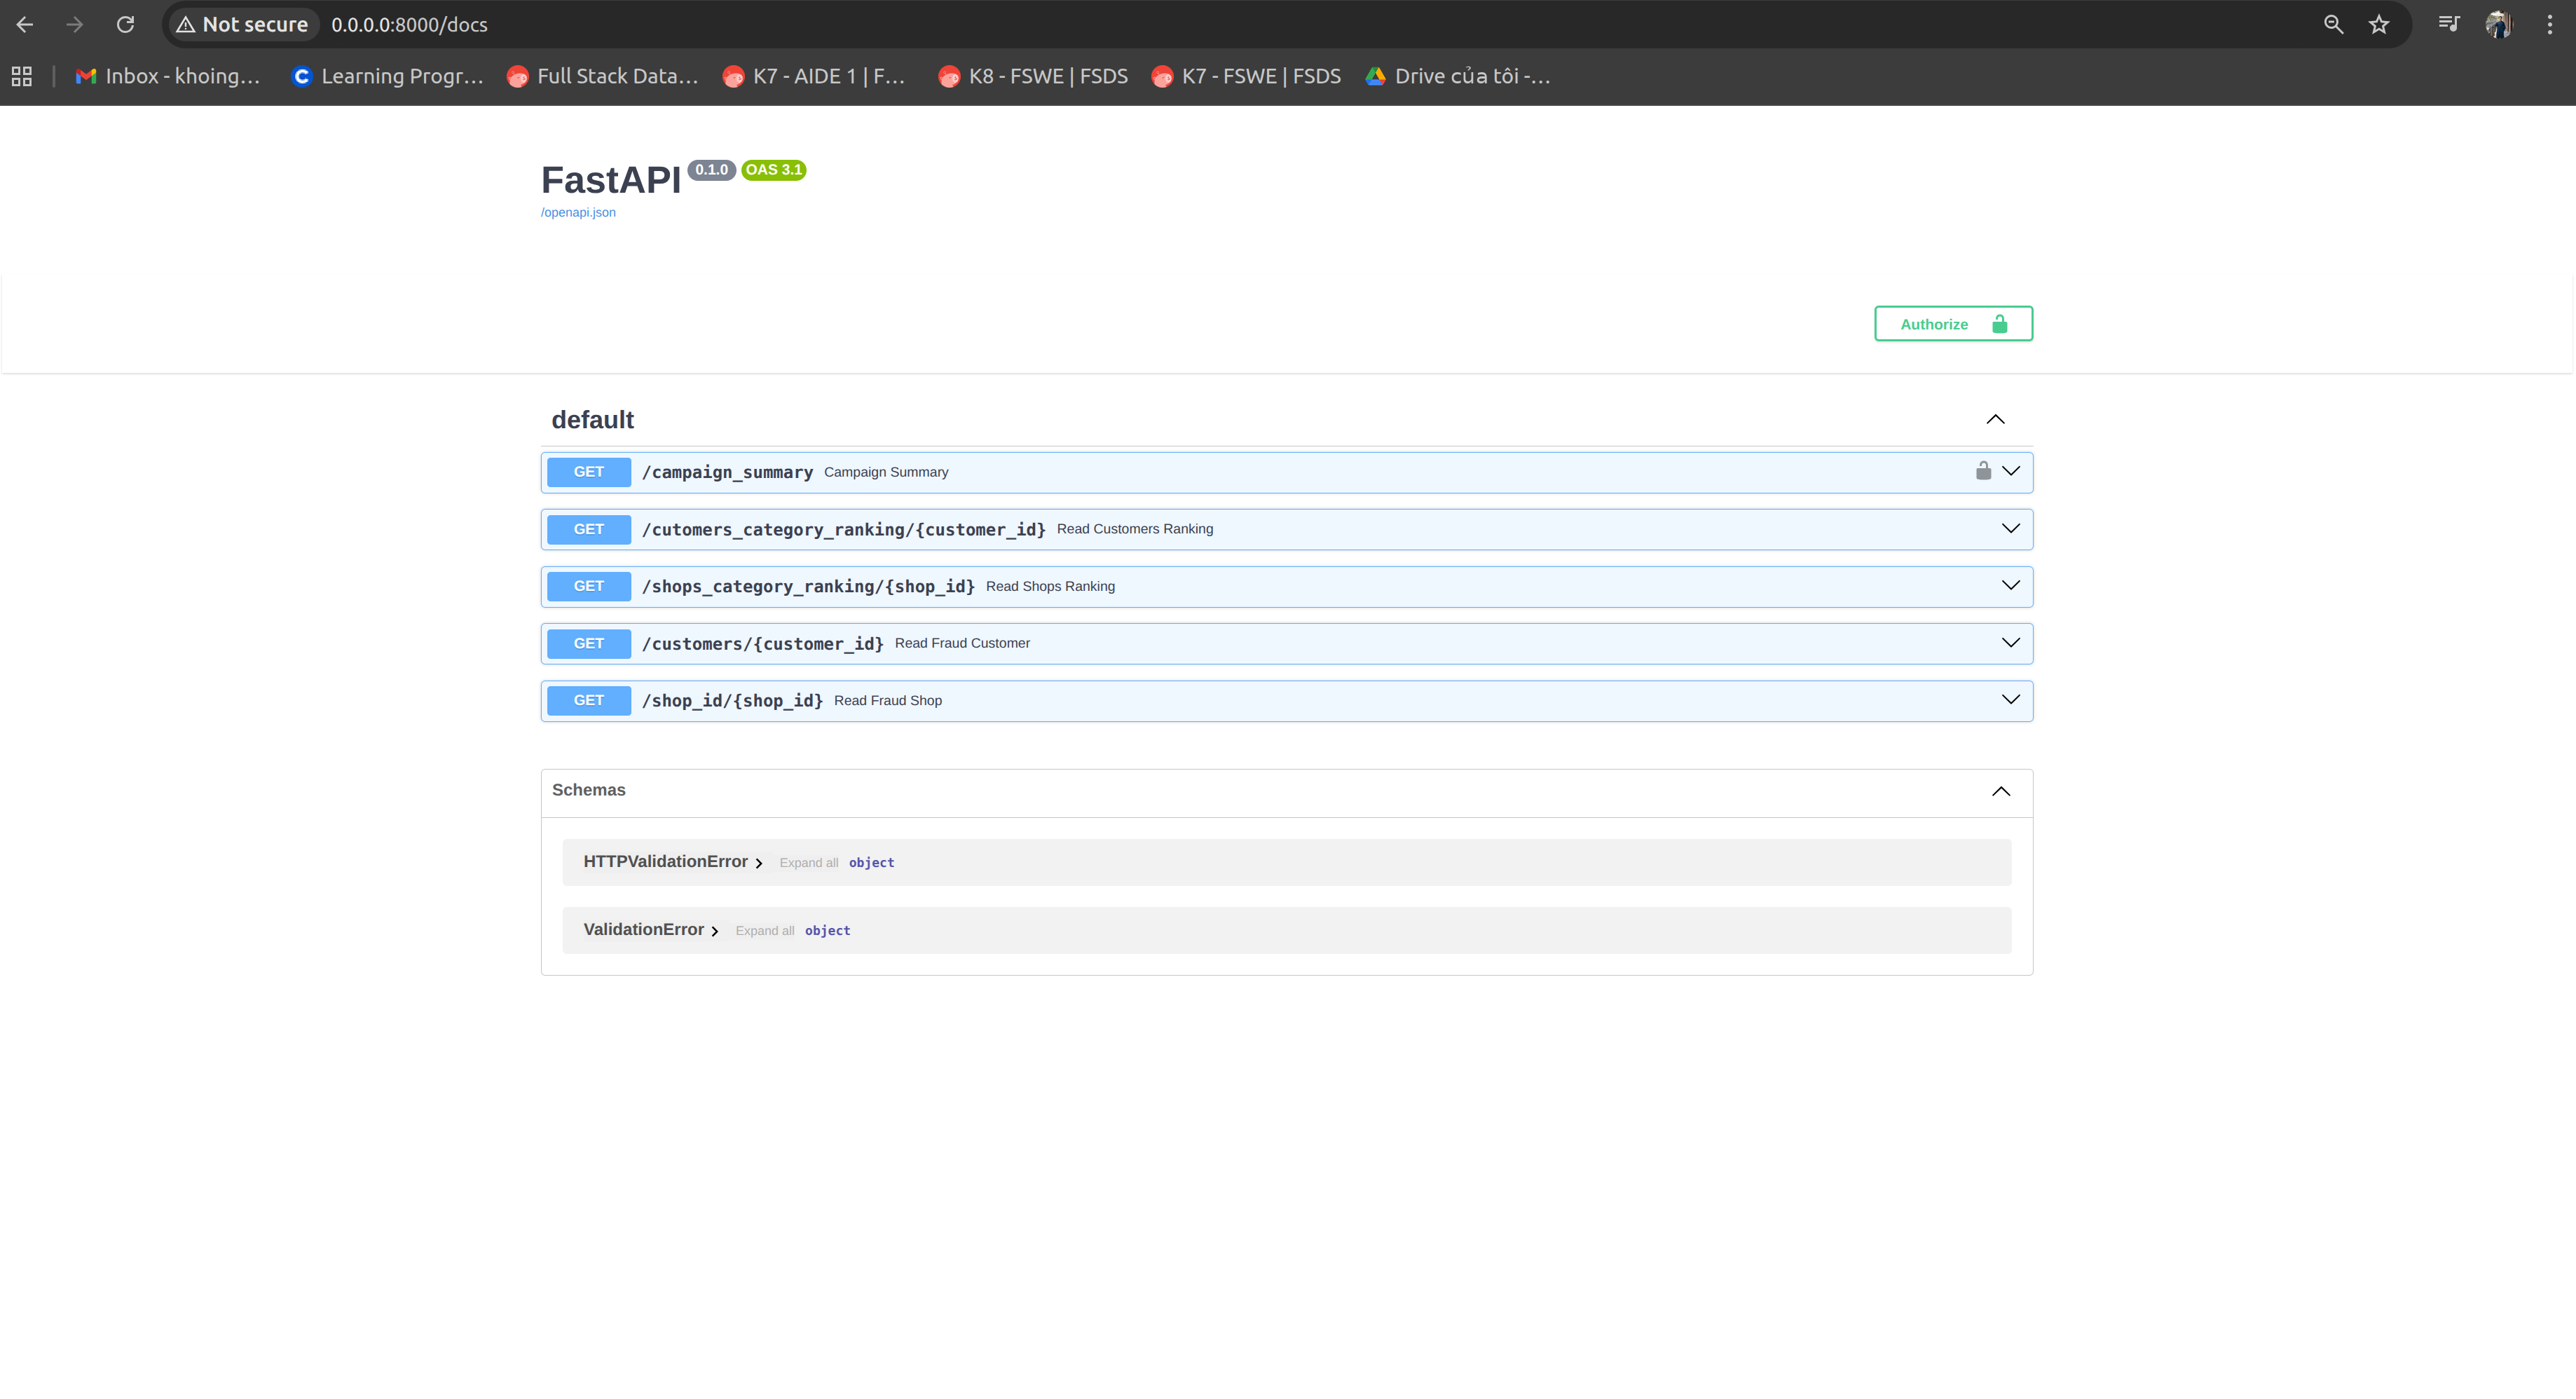 Not secure 0.0.0.0:8000/docs
Inbox - khoing... Learning Progr... Full Stack Data... K7 - AIDE 1 | F... K8 - FSWE | FSDS K7 - FSWE | FSDS Drive của tôi -...
FastAPI 0.1.0 OAS 3.1
/openapi.json
Authorize
default
GET /campaign_summary Campaign Summary
GET /cutomers_category_ranking/{customer_id} Read Customers Ranking
GET /shops_category_ranking/{shop_id} Read Shops Ranking
GET /customers/{customer_id} Read Fraud Customer
GET /shop_id/{shop_id} Read Fraud Shop
Schemas
HTTPValidationError Expand all object
ValidationError Expand all object